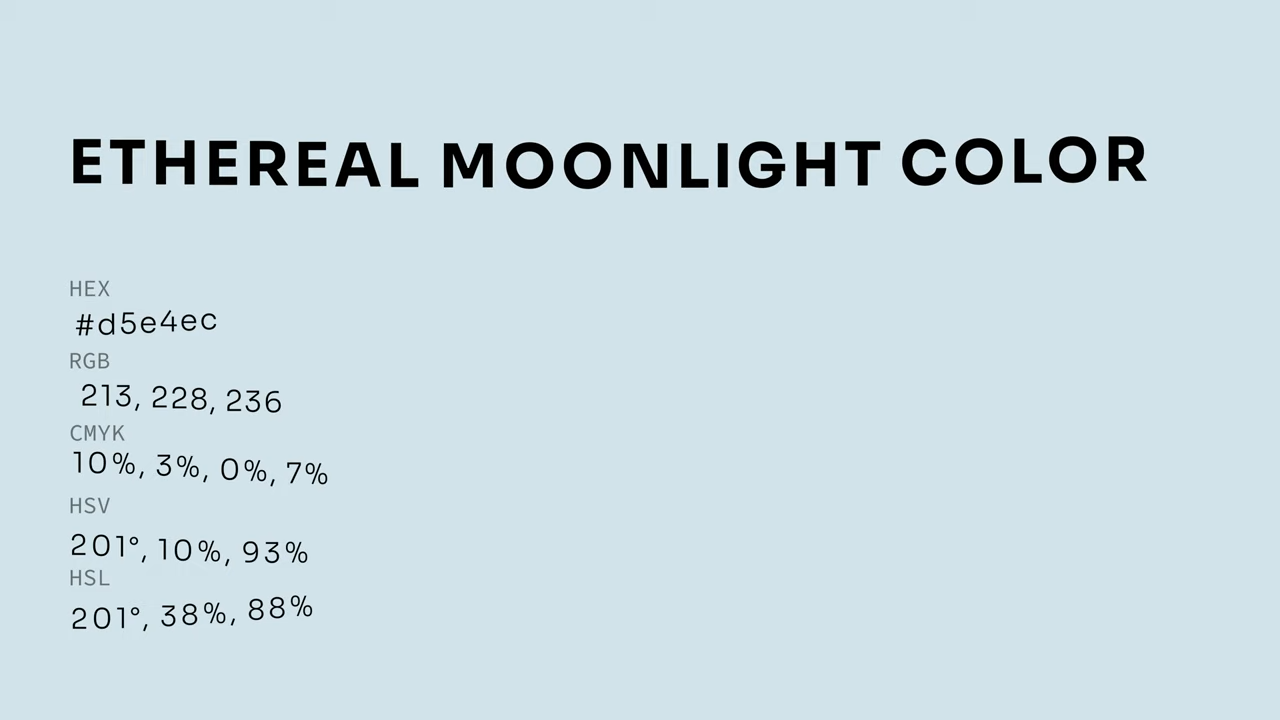 ETHEREAL MOONLIGHT COLOR
HEX
#d5e4ec
RGB
213, 228, 236
CMYK
10%, 3%, 0%, 7%
HSV
201°, 10%, 93%
HSL
201°, 38%, 88%